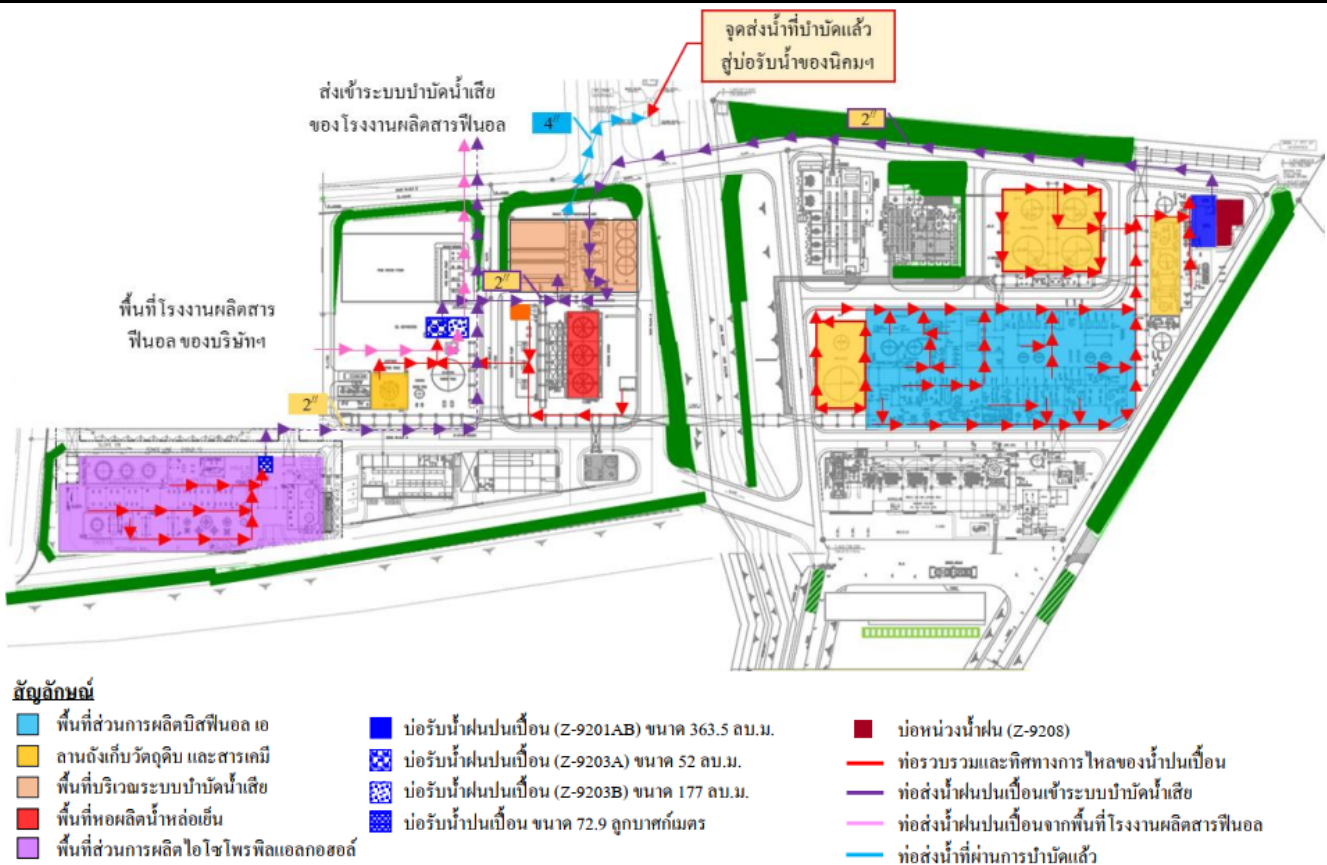 จุดส่งน้ำที่บำบัดแล้ว
สู่บ่อรับน้ำของนิคมฯ
ส่งเข้าระบบบำบัดน้ำเสีย
ของโรงงานผลิตสารฟีนอล
4"
2"
พื้นที่โรงงานผลิตสาร
ฟีนอล ของบริษัทฯ
2"
2"
สัญลักษณ์
พื้นที่ส่วนการผลิตบิสฟีนอล เอ
ลานถังเก็บวัตถุดิบ และสารเคมี
พื้นที่บริเวณระบบบำบัดน้ำเสีย
พื้นที่หอผลิตน้ำหล่อเย็น
พื้นที่ส่วนการผลิตไอโซโพรพิลแอลกอฮอล์
บ่อรับน้ำฝนปนเปื้อน (Z-9201AB) ขนาด 363.5 ลบ.ม.
บ่อรับน้ำฝนปนเปื้อน (Z-9203A) ขนาด 52 ลบ.ม.
บ่อรับน้ำฝนปนเปื้อน (Z-9203B) ขนาด 177 ลบ.ม.
บ่อรับน้ำปนเปื้อน ขนาด 72.9 ลูกบาศก์เมตร
บ่อหน่วงน้ำฝน (Z-9208)
ท่อรวบรวมและทิศทางการไหลของน้ำปนเปื้อน
ท่อส่งน้ำฝนปนเปื้อนเข้าระบบบำบัดน้ำเสีย
ท่อส่งน้ำฝนปนเปื้อนจากพื้นที่โรงงานผลิตสารฟีนอล
ท่อส่งน้ำที่ผ่านการบำบัดแล้ว